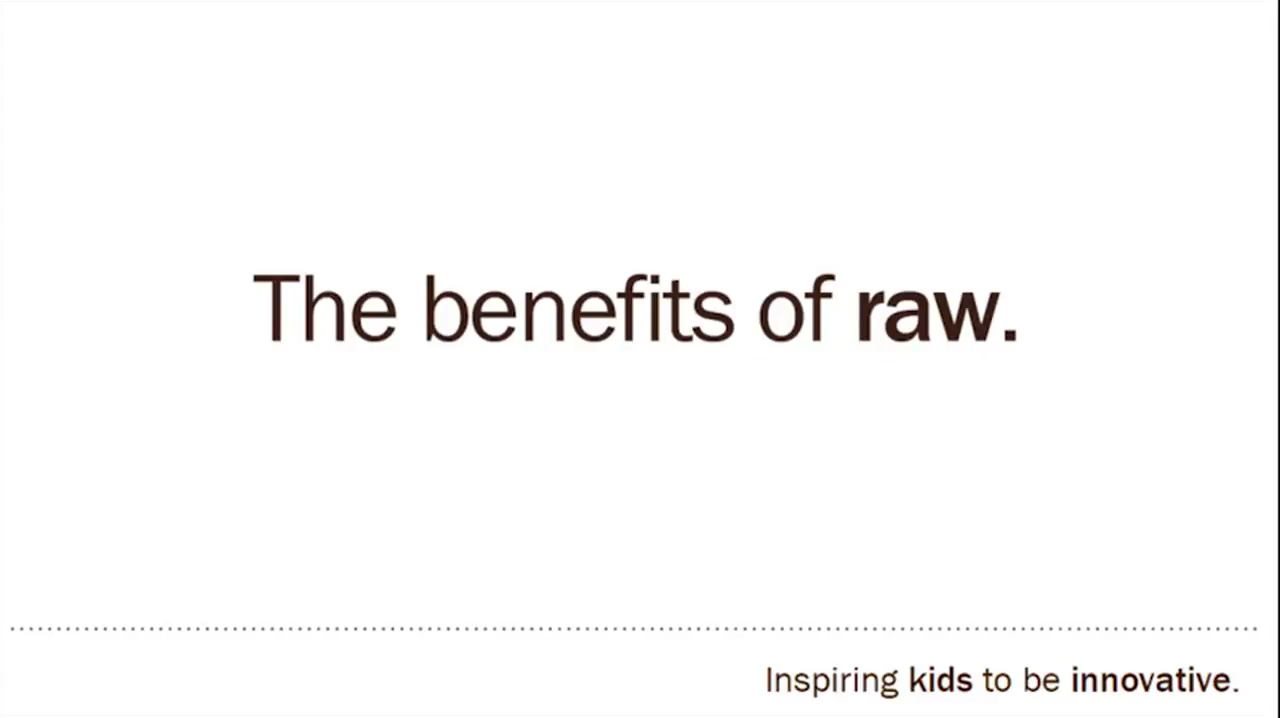 The benefits of raw.
Inspiring kids to be innovative.